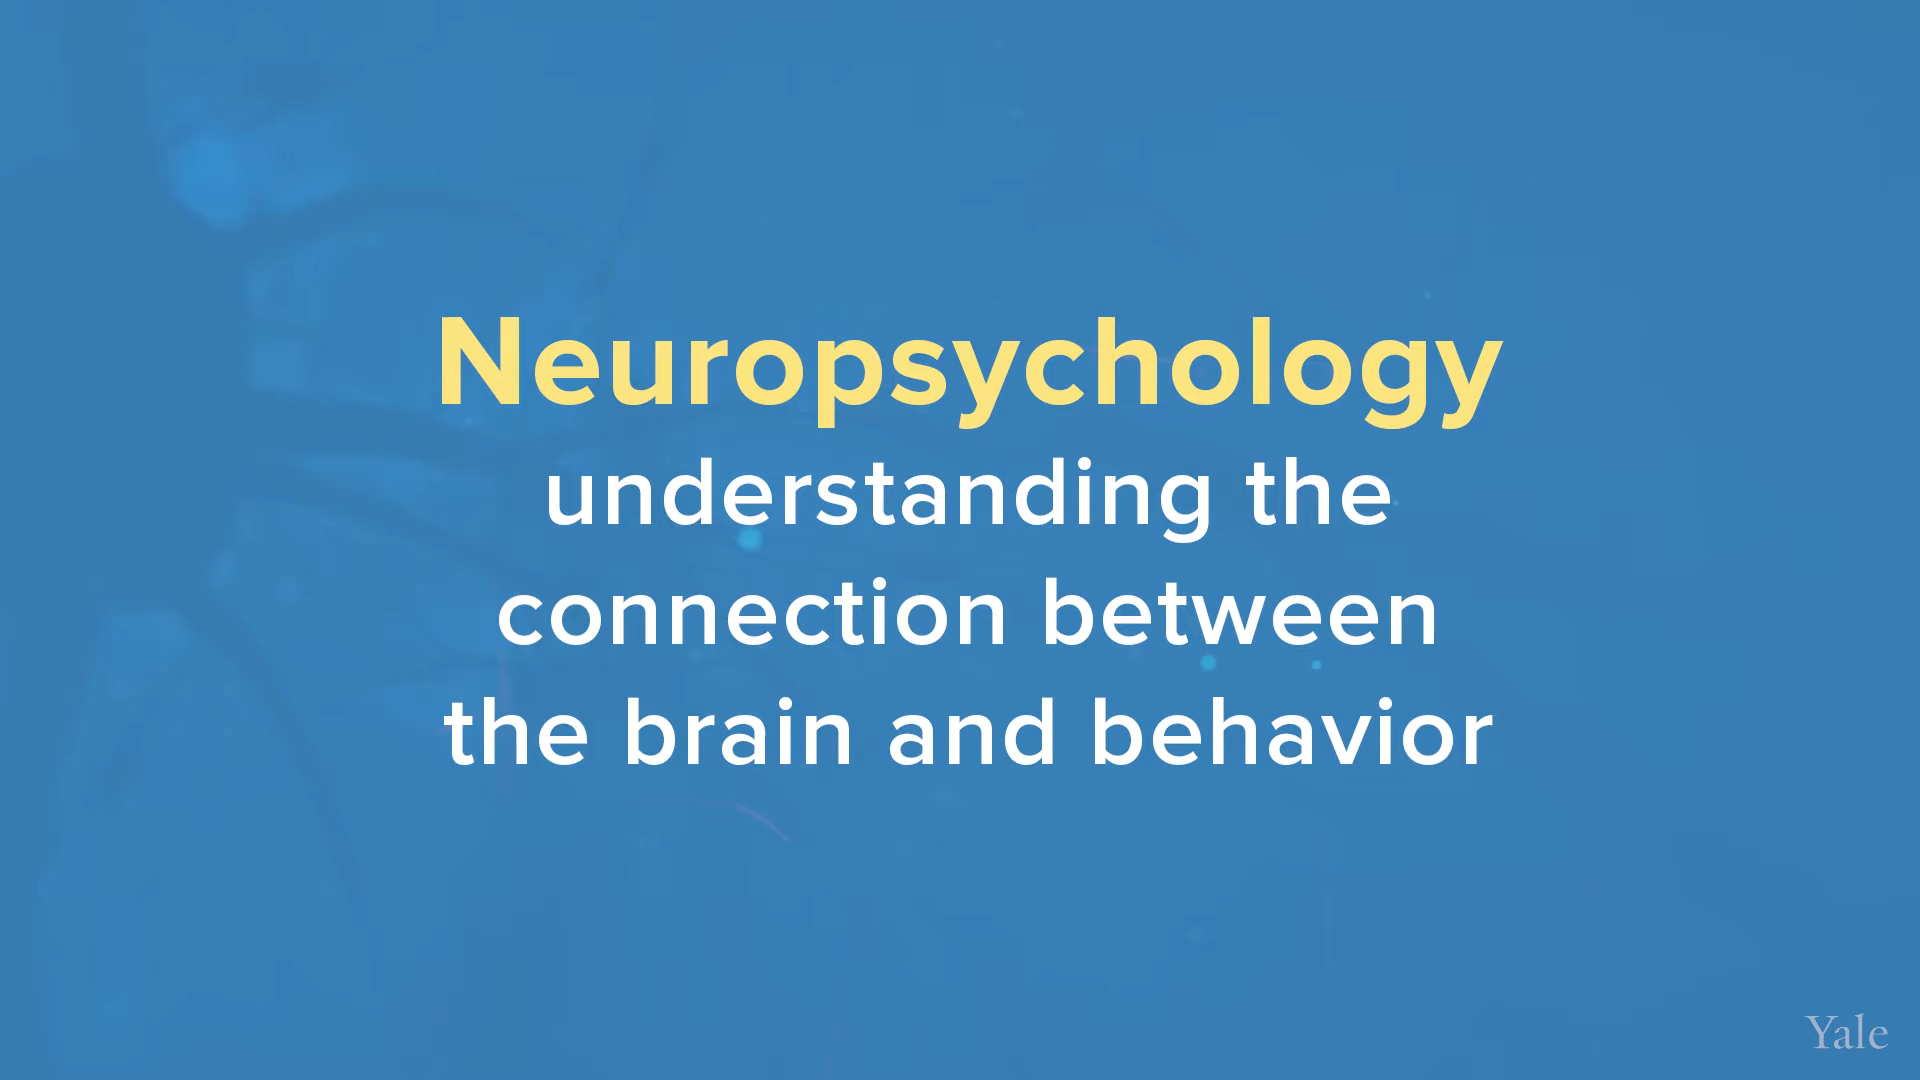 Neuropsychology
understanding the
connection between
the brain and behavior
Yale